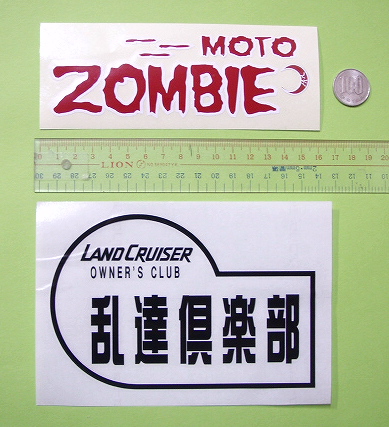 MOTO
ZOMBIE
100
LION
LAND CRUISER
OWNER'S CLUB
乱達倶楽部